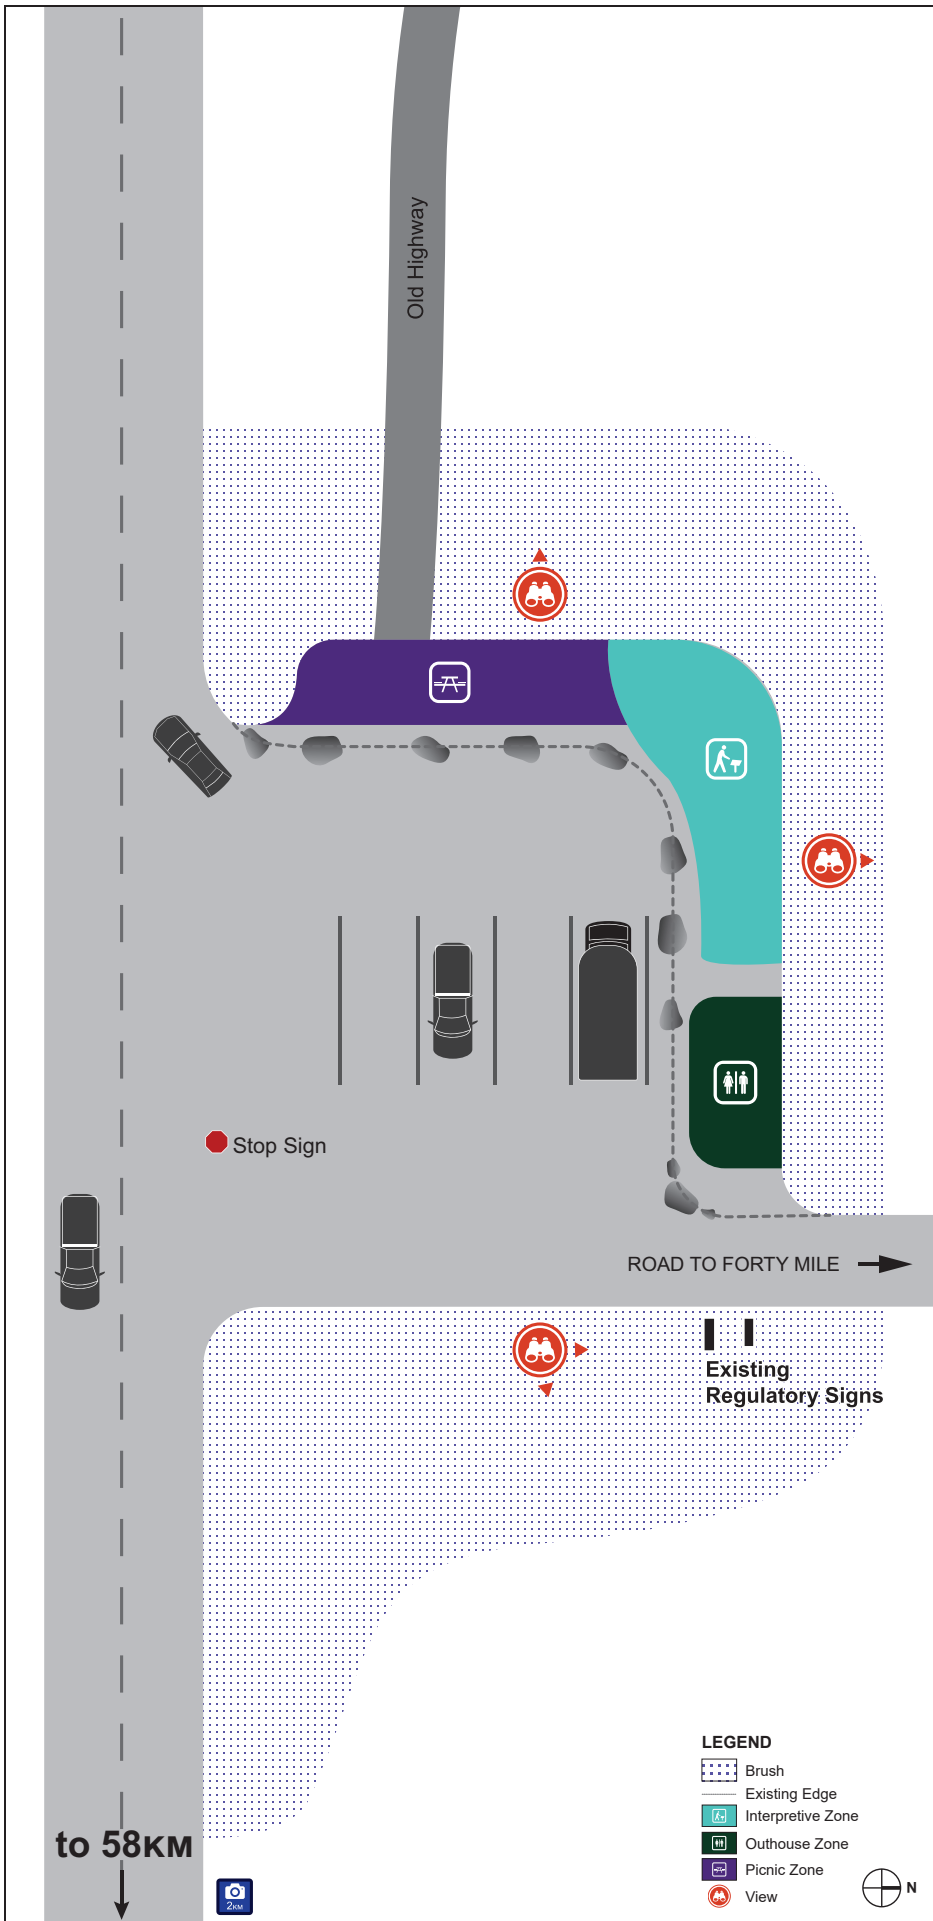 Old Highway
Stop Sign
ROAD TO FORTY MILE
Existing
Regulatory Signs
LEGEND
Brush
Existing Edge
Interpretive Zone
Outhouse Zone
Picnic Zone
View
N
to 58KM
2KM